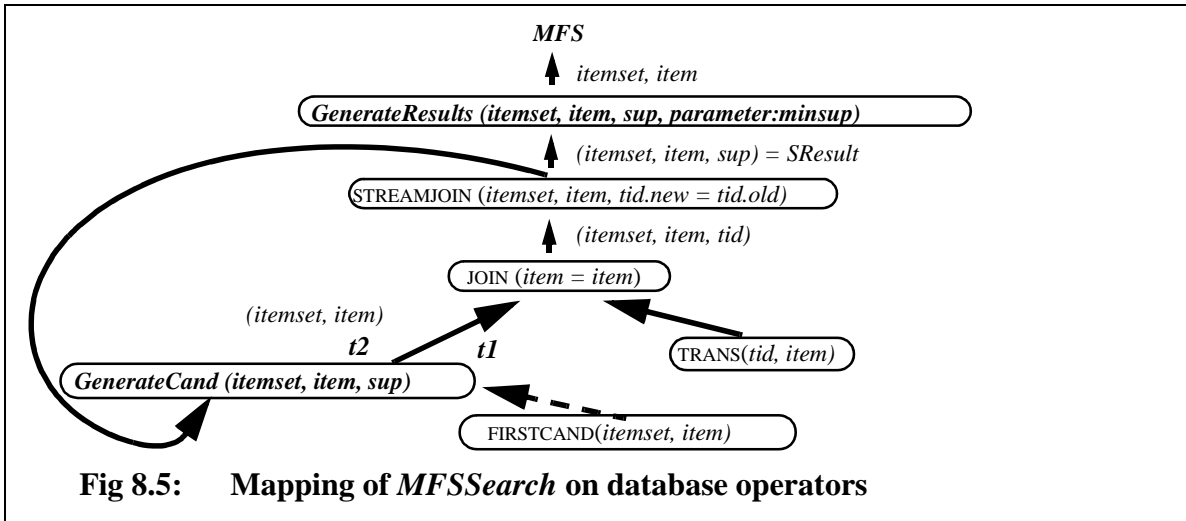 MFS
itemset, item
GenerateResults (itemset, item, sup, parameter:minsup)
(itemset, item, sup) = SResult
STREAMJOIN (itemset, item, tid.new = tid.old)
(itemset, item, tid)
JOIN (item = item)
(itemset, item)
t2 t1
TRANS(tid, item)
GenerateCand (itemset, item, sup)
FIRSTCAND(itemset, item)
Fig 8.5: Mapping of MFSSearch on database operators